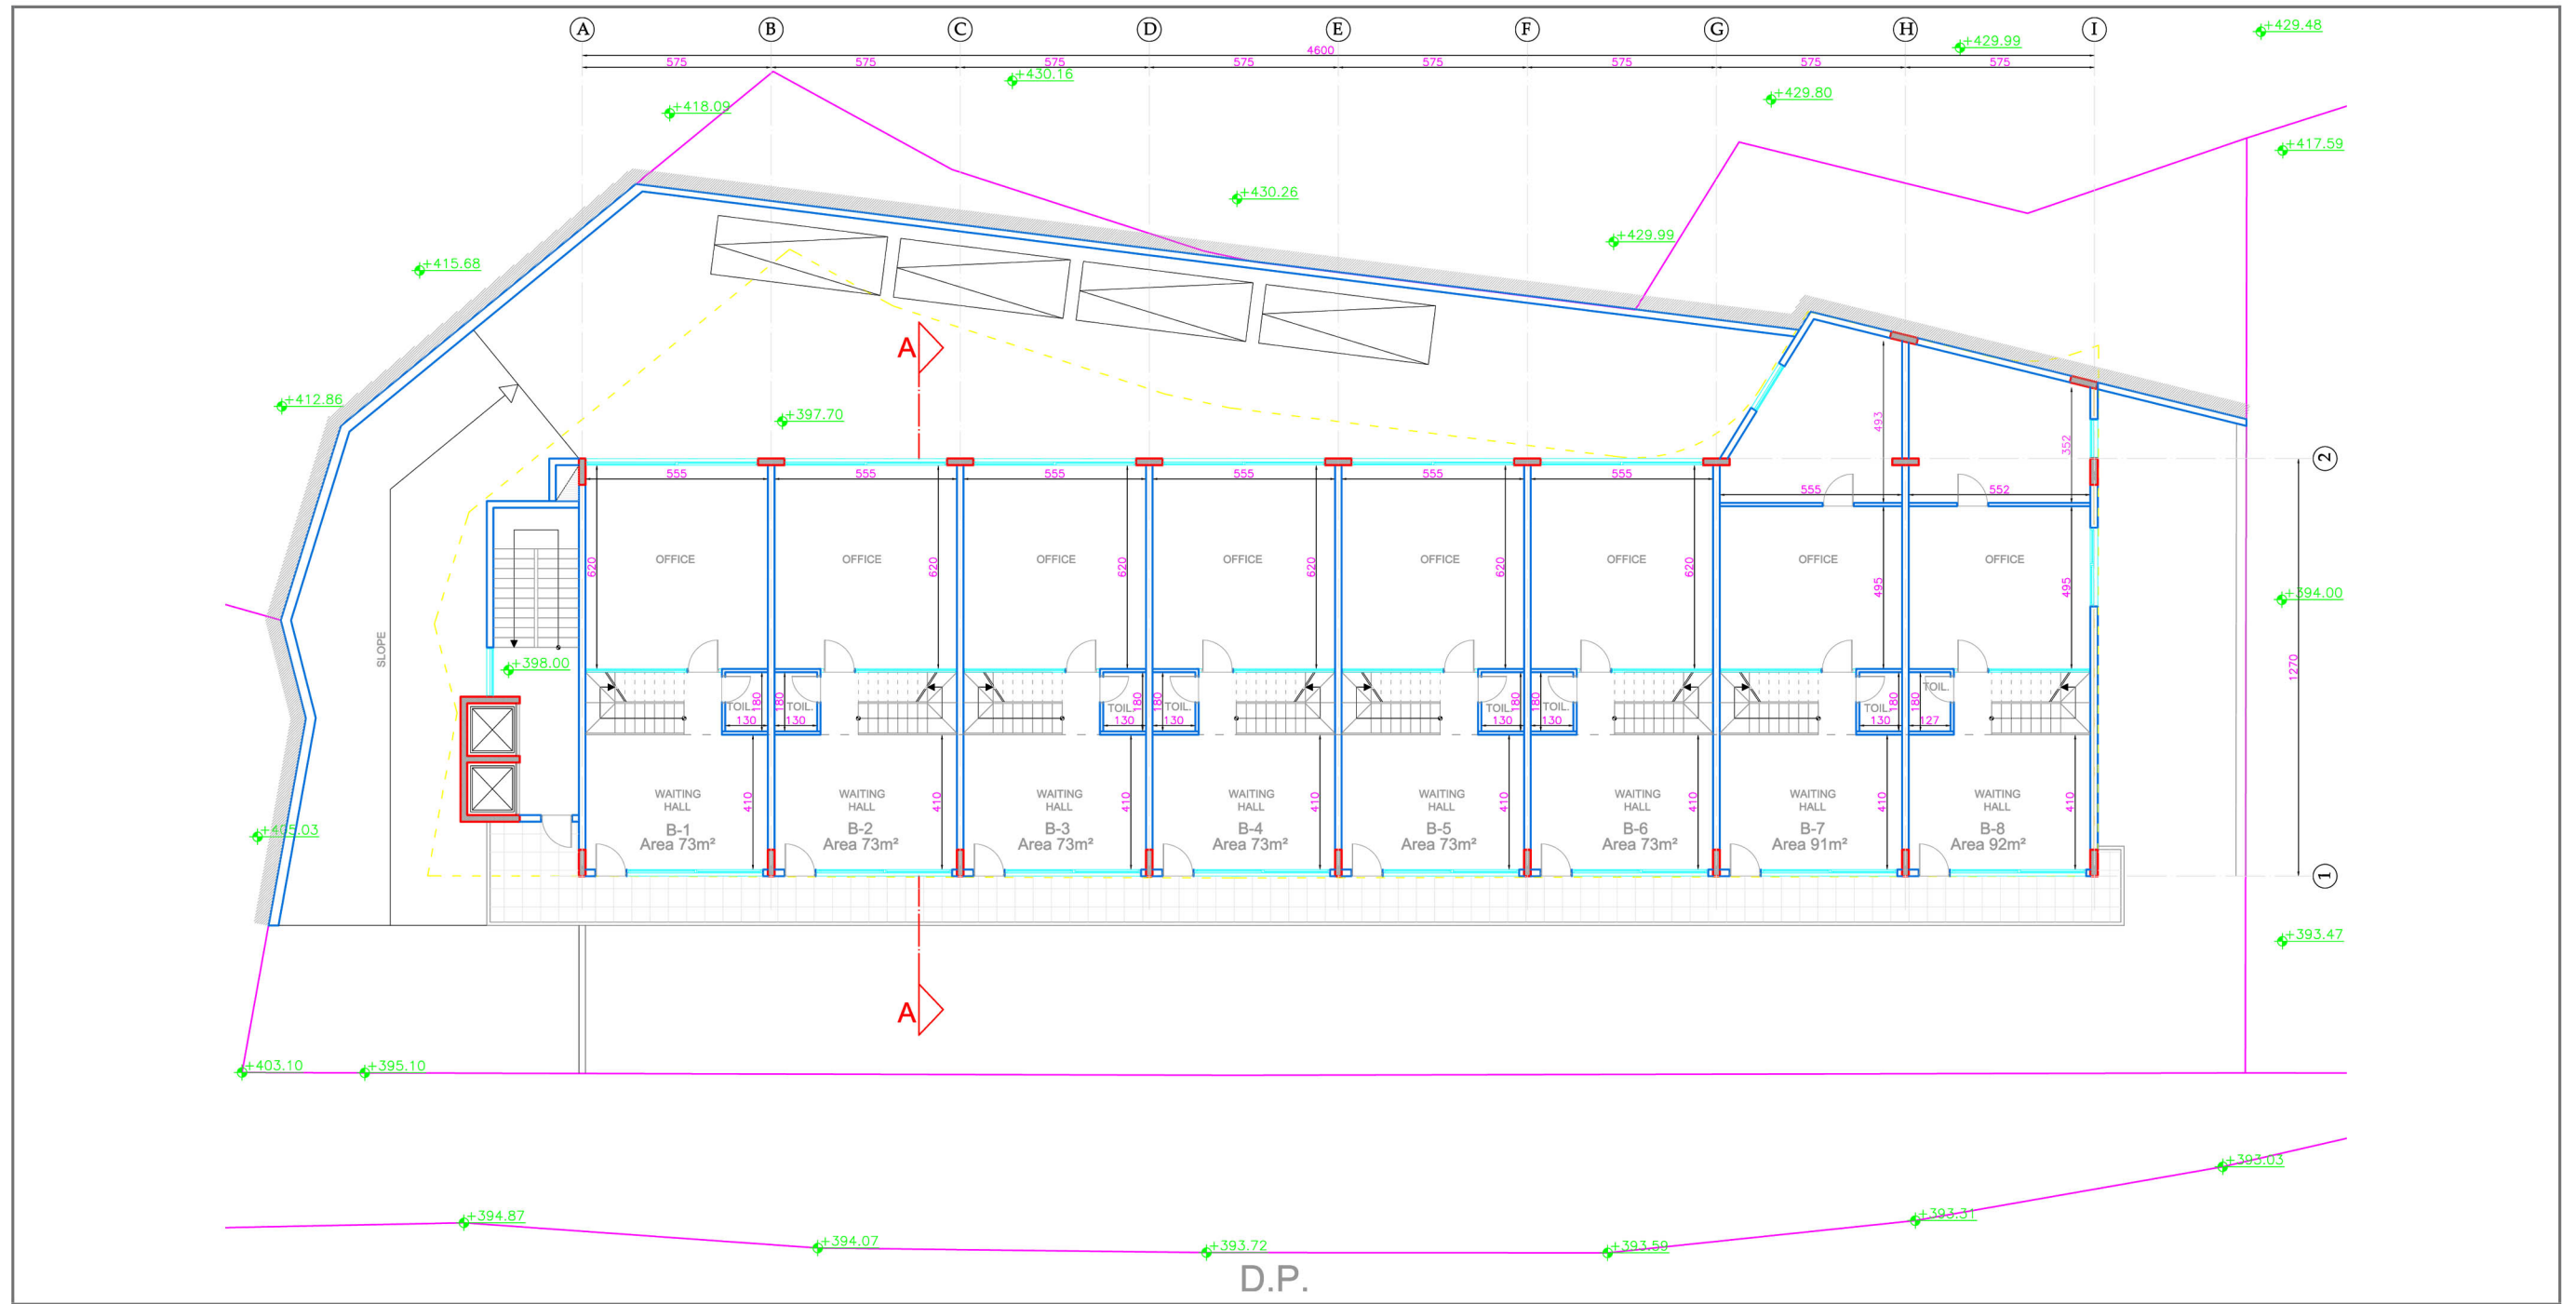 A B C D E F G H I
+429.48
+429.99
4600
575 575 575 575 575 575 575 575
+430.16
+429.80
+418.09
+417.59
+430.26
+429.99
+415.68
+412.86
A
+397.70
493
352
2
555 555 555 555 555 555 555 552
620 620 620 620 620 620 495 495
OFFICE OFFICE OFFICE OFFICE OFFICE OFFICE OFFICE OFFICE
+394.00
SLOPE
+398.00
1270
TOIL. TOIL. TOIL. TOIL. TOIL. TOIL. TOIL. TOIL.
180 180 180 180 180 180 180 180
130 130 130 130 130 130 130 127
410 410 410 410 410 410 410 410
WAITING HALL
B-1
Area 73m²
WAITING HALL
B-2
Area 73m²
WAITING HALL
B-3
Area 73m²
WAITING HALL
B-4
Area 73m²
WAITING HALL
B-5
Area 73m²
WAITING HALL
B-6
Area 73m²
WAITING HALL
B-7
Area 91m²
WAITING HALL
B-8
Area 92m²
+405.03
1
+393.47
A
+403.10
+395.10
+393.03
+394.87
+393.31
+394.07
+393.72
+393.59
D.P.